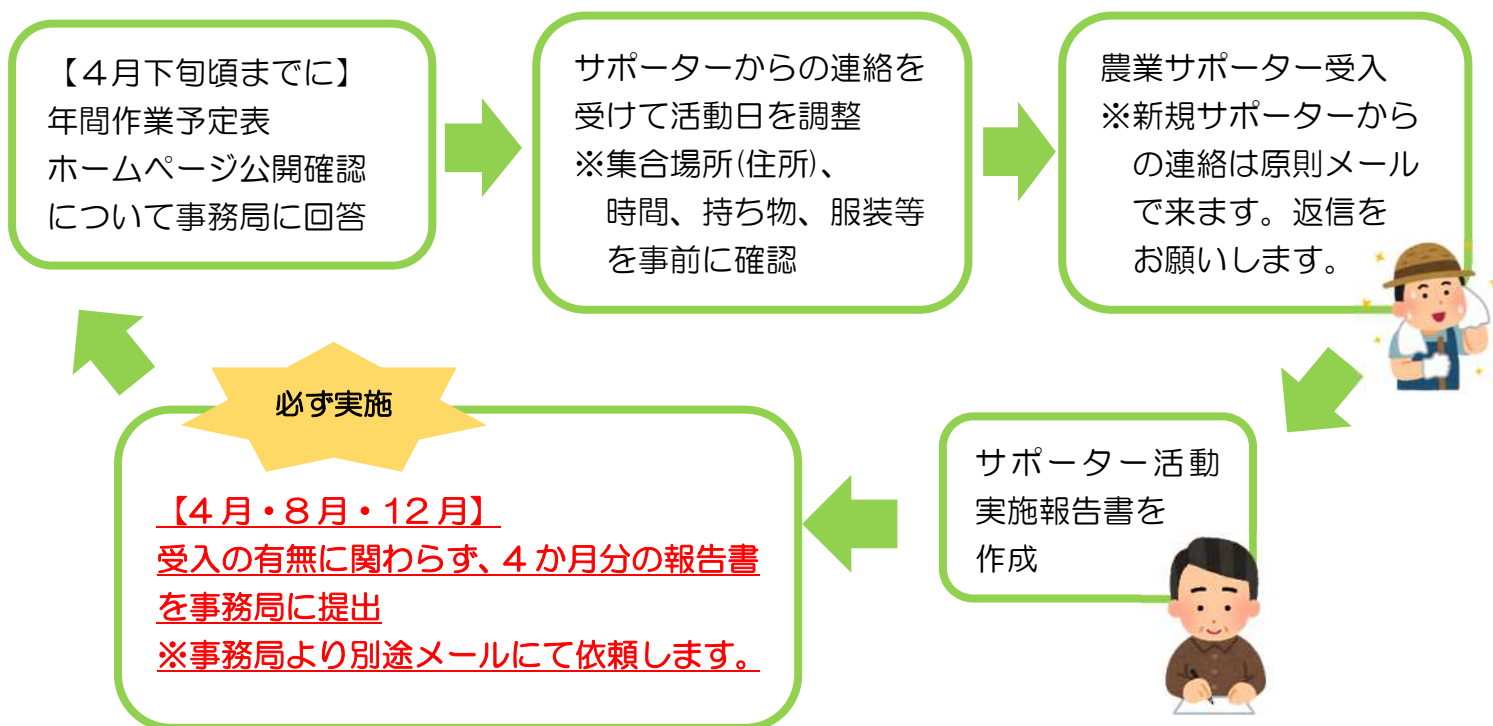 【４月下旬頃までに】
年間作業予定表
ホームページ公開確認
について事務局に回答
サポーターからの連絡を
受けて活動日を調整
※集合場所(住所)、
時間、持ち物、服装等
を事前に確認
農業サポーター受入
※新規サポーターから
の連絡は原則メール
で来ます。返信を
お願いします。
サポーター活動
実施報告書を
作成
必ず実施
【4月・8月・12月】
受入の有無に関わらず、4か月分の報告書
を事務局に提出
※事務局より別途メールにて依頼します。